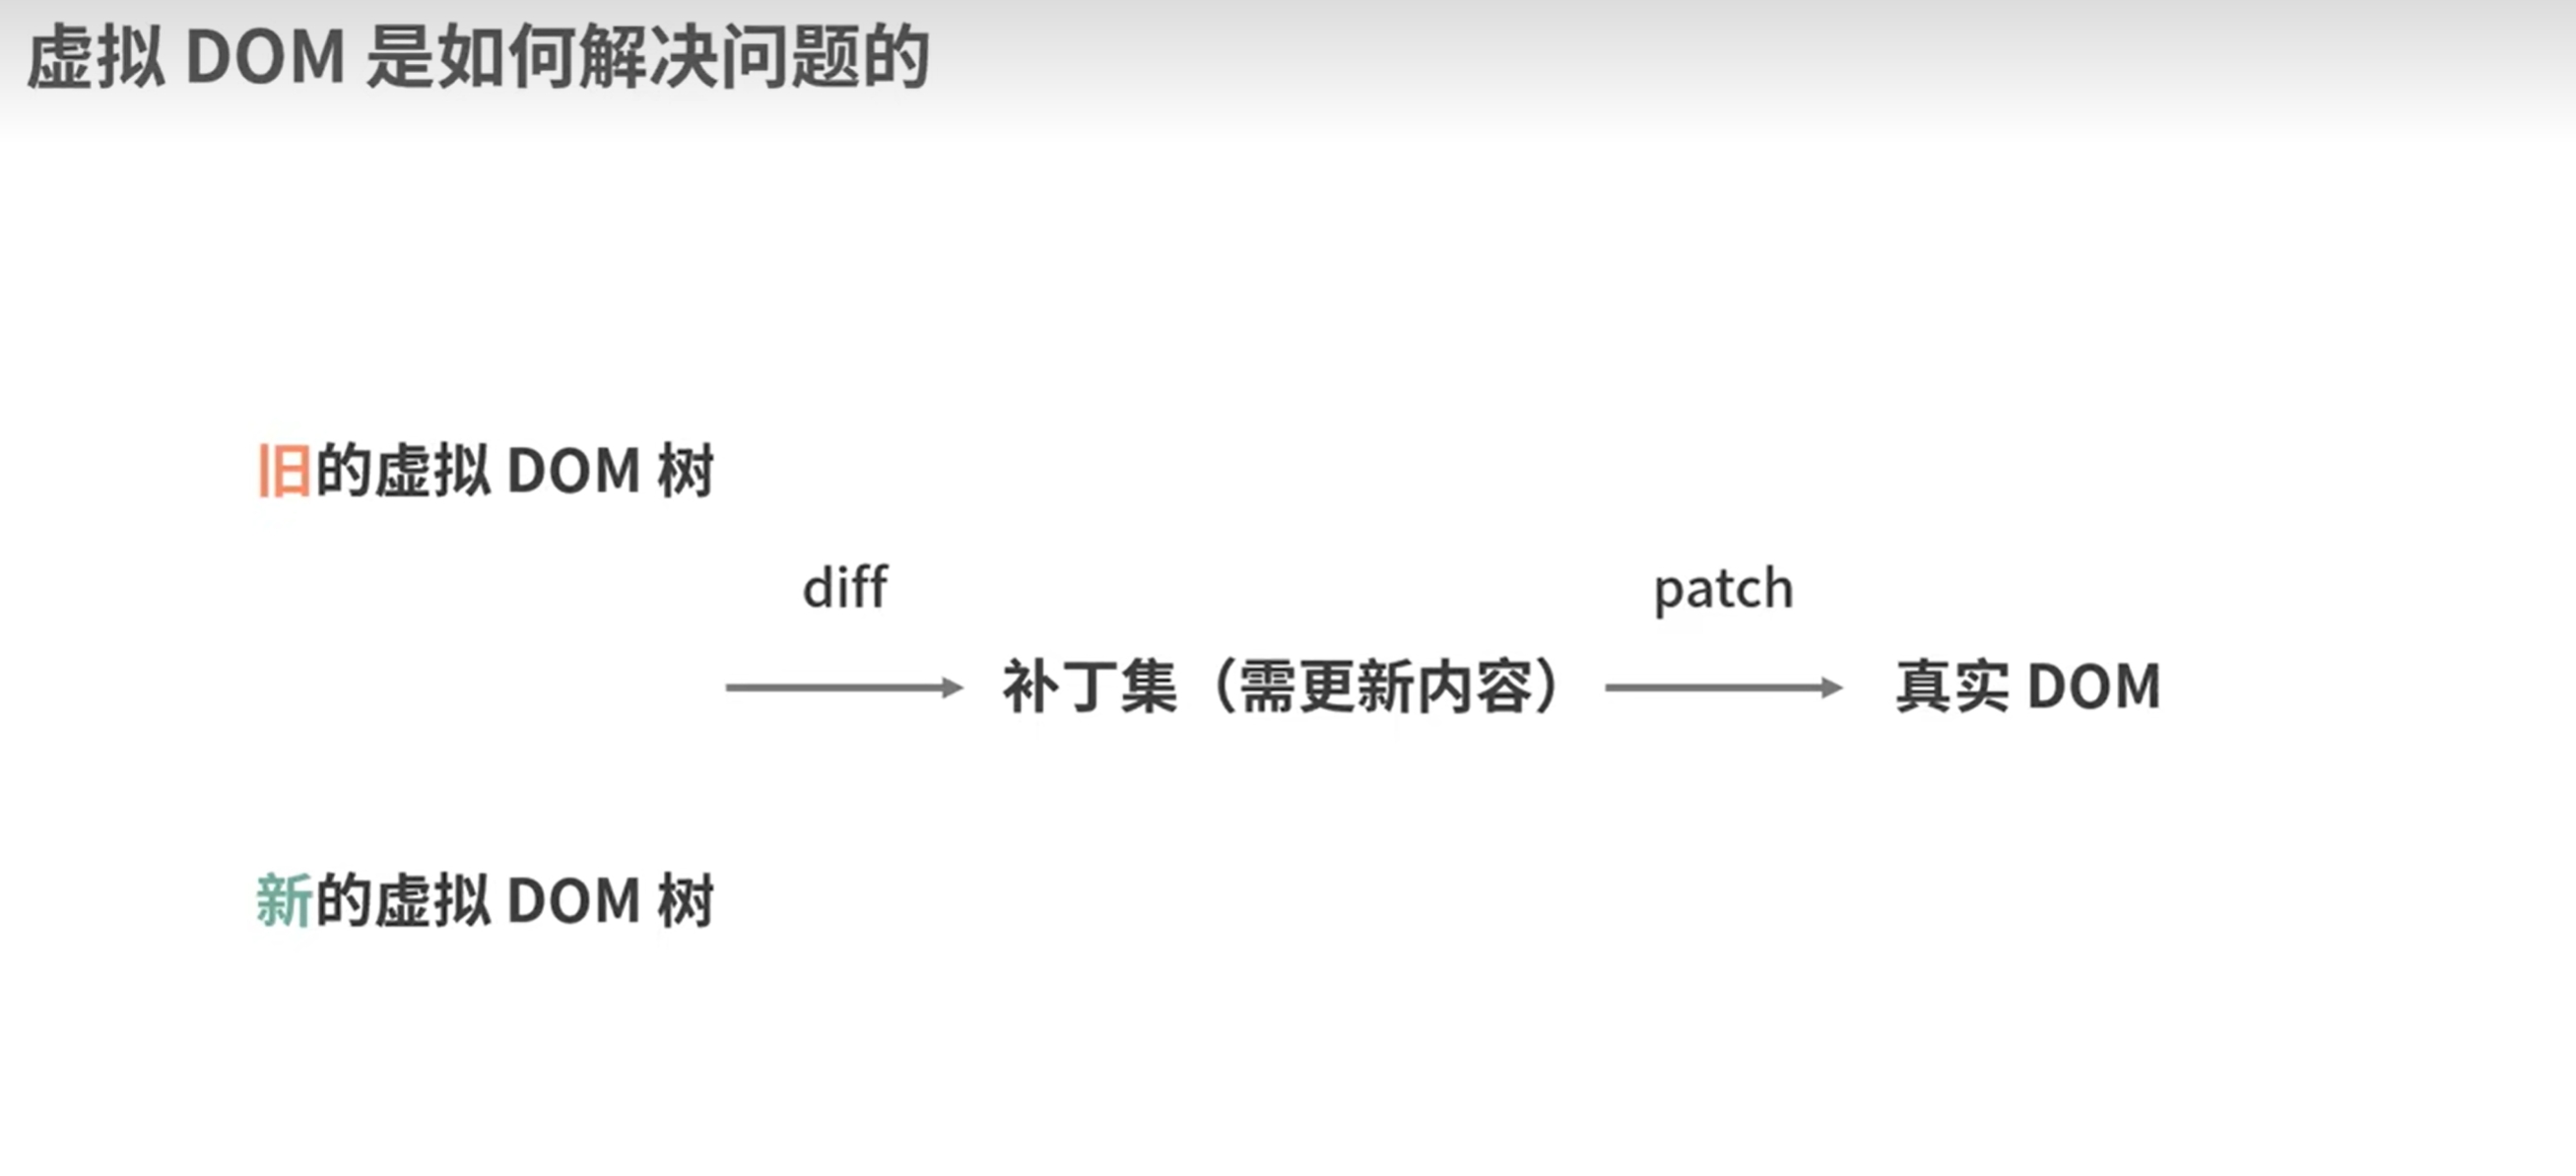 虚拟 DOM 是如何解决问题的
旧的虚拟 DOM 树
diff
patch
补丁集（需更新内容）
真实 DOM
新的虚拟 DOM 树